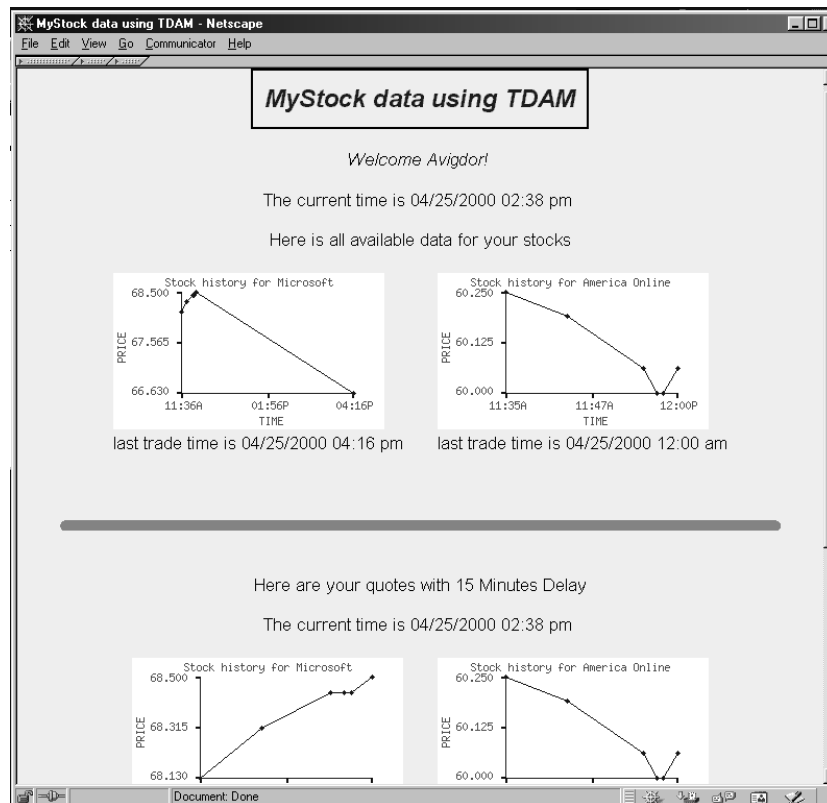 MyStock data using TDAM - Netscape
File Edit View Go Communicator Help
MyStock data using TDAM
Welcome Avigdor!
The current time is 04/25/2000 02:38 pm
Here is all available data for your stocks
Stock history for Microsoft
68.500
67.565
66.630
PRICE
11:36A 01:56P 04:16P
TIME
last trade time is 04/25/2000 04:16 pm
Stock history for America Online
60.250
60.125
60.000
PRICE
11:35A 11:47A 12:00P
TIME
last trade time is 04/25/2000 12:00 am
Here are your quotes with 15 Minutes Delay
The current time is 04/25/2000 02:38 pm
Stock history for Microsoft
68.500
68.315
68.130
PRICE
Stock history for America Online
60.250
60.125
60.000
PRICE
Document: Done